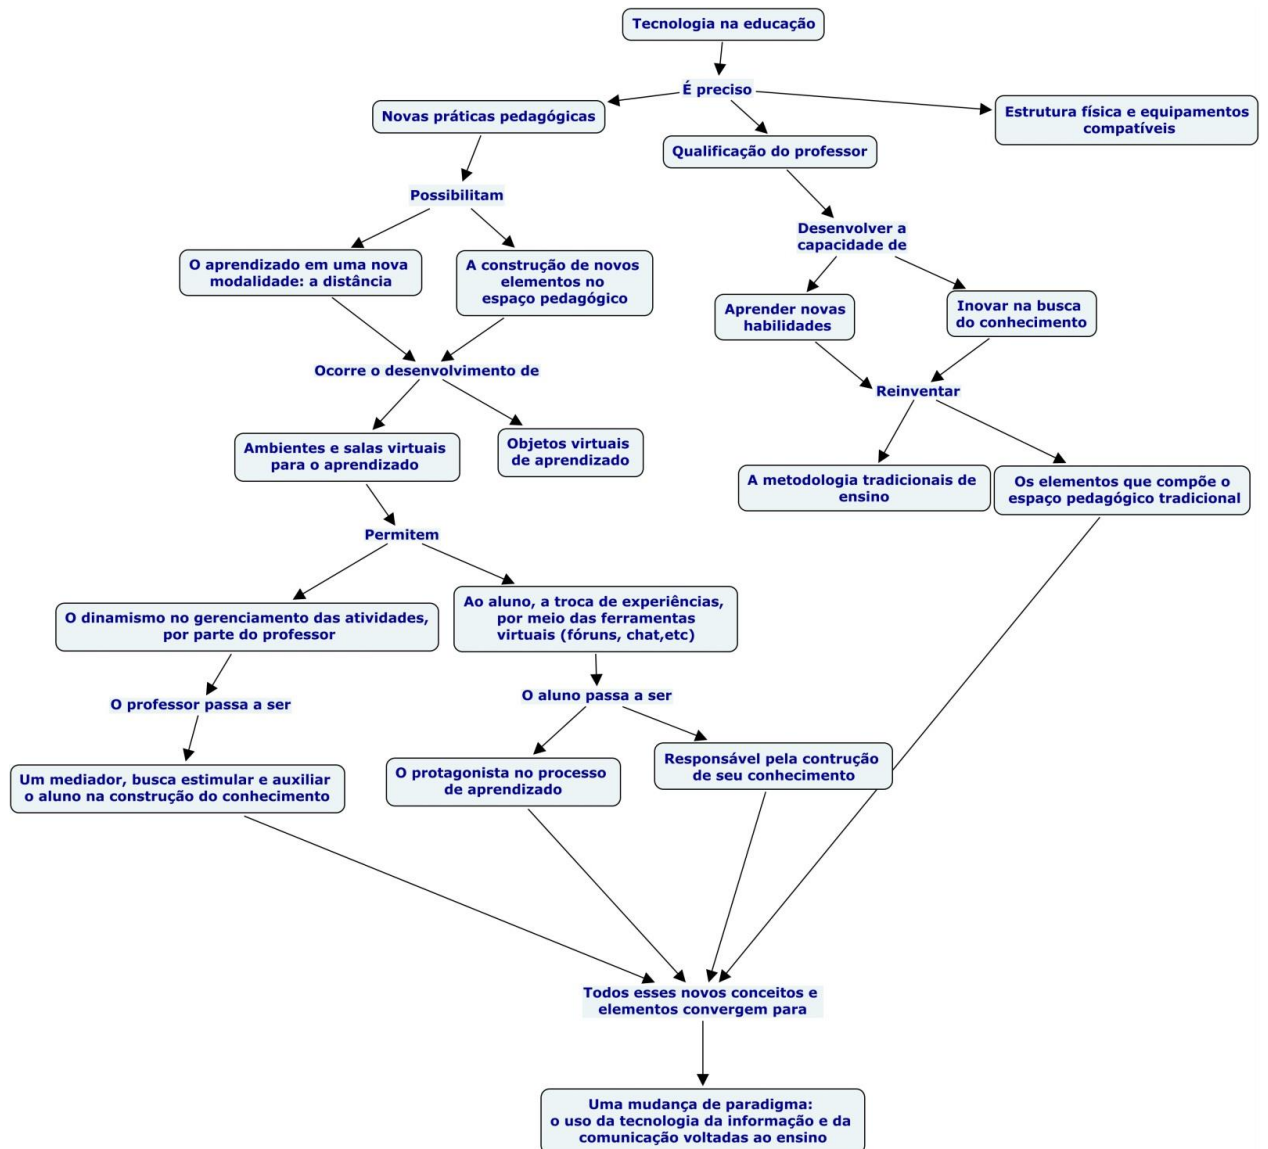 Tecnologia na educação
É preciso
Novas práticas pedagógicas
Estrutura física e equipamentos
compatíveis
Qualificação do professor
Possibilitam
Desenvolver a
capacidade de
O aprendizado em uma nova
modalidade: a distância
A construção de novos
elementos no
espaço pedagógico
Aprender novas
habilidades
Inovar na busca
do conhecimento
Ocorre o desenvolvimento de
Reinventar
Ambientes e salas virtuais
para o aprendizado
Objetos virtuais
de aprendizado
A metodologia tradicionais de
ensino
Os elementos que compõe o
espaço pedagógico tradicional
Permitem
O dinamismo no gerenciamento das atividades,
por parte do professor
Ao aluno, a troca de experiências,
por meio das ferramentas
virtuais (fóruns, chat,etc)
O professor passa a ser
O aluno passa a ser
Um mediador, busca estimular e auxiliar
o aluno na construção do conhecimento
O protagonista no processo
de aprendizado
Responsável pela contrução
de seu conhecimento
Todos esses novos conceitos e
elementos convergem para
Uma mudança de paradigma:
o uso da tecnologia da informação e da
comunicação voltadas ao ensino